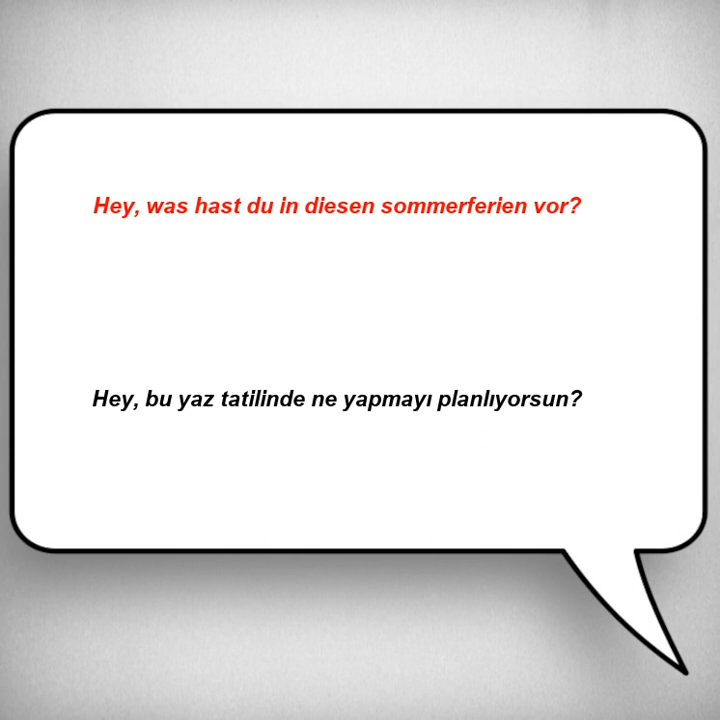 Hey, was hast du in diesen sommerferien vor?
Hey, bu yaz tatilinde ne yapmayı planlıyorsun?